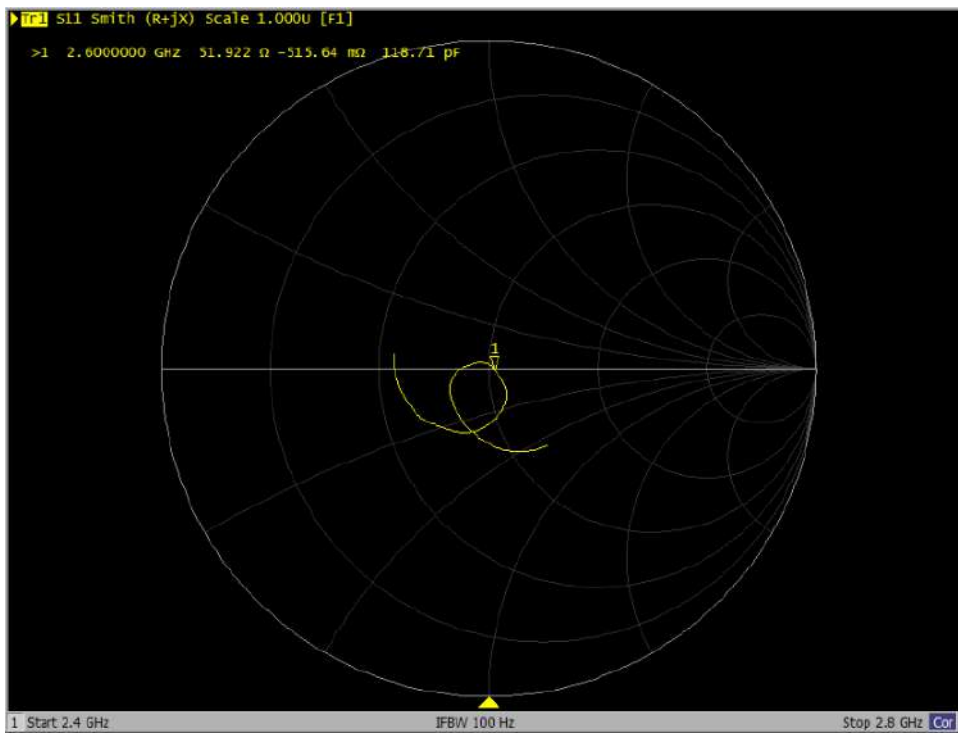 Tr1 S11 Smith (R+jX) Scale 1.000U [F1]
>1 2.6000000 GHz 51.922 Ω -515.64 mΩ 118.71 pF
1
1 Start 2.4 GHz IFBW 100 Hz Stop 2.8 GHz Cor